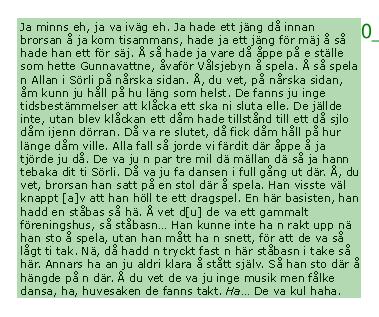 Ja minns eh, ja va iväg eh. Ja hade ett jäng då innan
brorsan å ja kom tisammans, hade ja ett jäng för mäj å så
hade han ett för säj. Å så hade ja vare då åppe på e ställe
som hette Gunnavattne, åvaför Vålsjebyn å spela. Å så spela
n Allan i Sörli på nårska sidan. Å, du vet, på nårska sidan,
åm kunn ju håll på hu läng som helst. De fanns ju inge
tidsbestämmelser att klåcka ett ska ni sluta elle. De jällde
inte, utan blev klåckan ett dåm hade tillstånd till ett då sjlo
dåm ijenn dörran. Då va re slutet, då fick dåm håll på hur
länge dåm ville. Alla fall så jorde vi färdit där åppe å ja
tjörde ju då. De va ju n par tre mil då mällan då så ja hann
tebaka dit ti Sörli. Då va ju fa dansen i full gång ut där. Å, du
vet, brorsan han satt på en stol där å spela. Han visste väl
knappt [a]v att han höll te ett dragspel. En här basisten, han
hadd en ståbas så hä. Å vet d[u] de va ett gammalt
föreningshus, så ståbasn... Han kunne inte ha n rakt upp nä
han sto å spela, utan han mått ha n snett, för att de va så
lågt ti tak. Nä, då hadd n tryckt fast n här ståbasn i take så
här. Annars ha an ju aldri klara å stått själv. Så han sto där å
hängde på n där. Å du vet de va ju inge musik men fålke
dansa, ha, huvesaken de fanns takt. Ha... De va kul haha.
0_